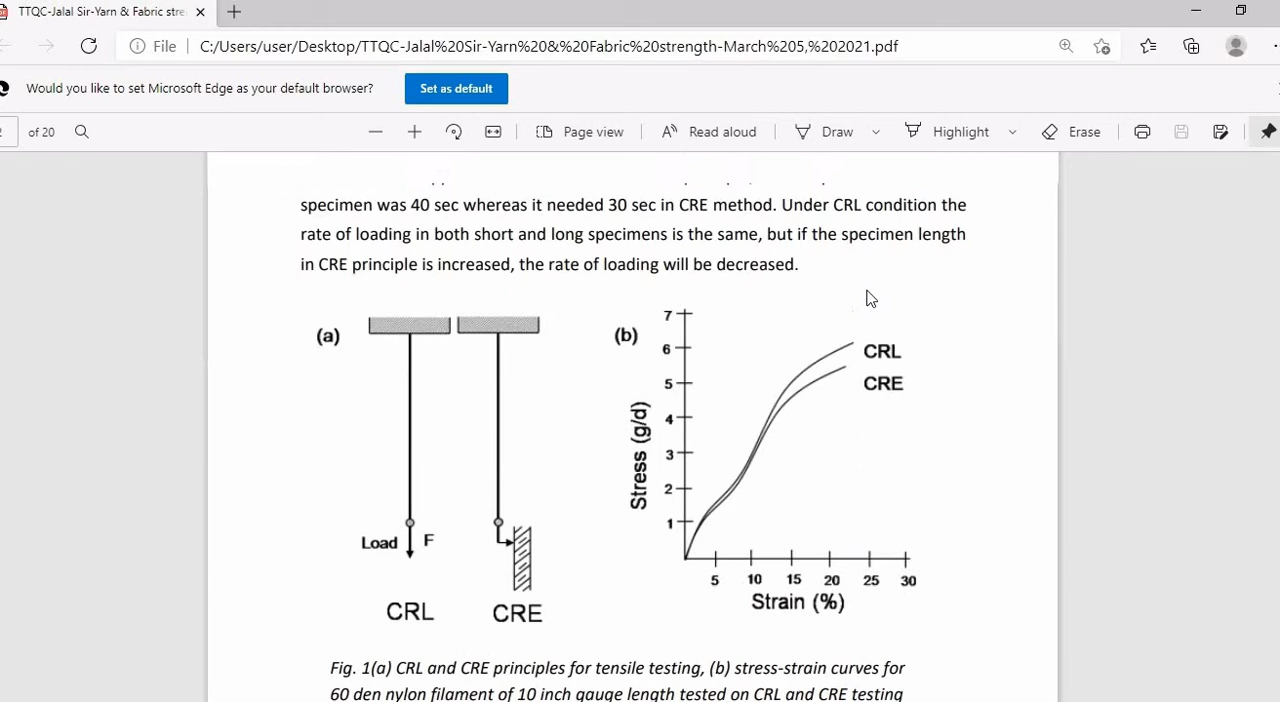 TTQC-Jalal Sir-Yarn & Fabric stre
File
C:/Users/user/Desktop/TTQC-Jalal%20Sir-Yarn%20&%20Fabric%20strength-March%205,%202021.pdf
Would you like to set Microsoft Edge as your default browser?
Set as default
2 of 20
Page view
Read aloud
Draw
Highlight
Erase
specimen was 40 sec whereas it needed 30 sec in CRE method. Under CRL condition the
rate of loading in both short and long specimens is the same, but if the specimen length
in CRE principle is increased, the rate of loading will be decreased.
(a)
Load F
CRL CRE
(b)
Stress (g/d)
7
6
5
4
3
2
1
CRL
CRE
5 10 15 20 25 30
Strain (%)
Fig. 1(a) CRL and CRE principles for tensile testing, (b) stress-strain curves for
60 den nylon filament of 10 inch gauge length tested on CRL and CRE testing